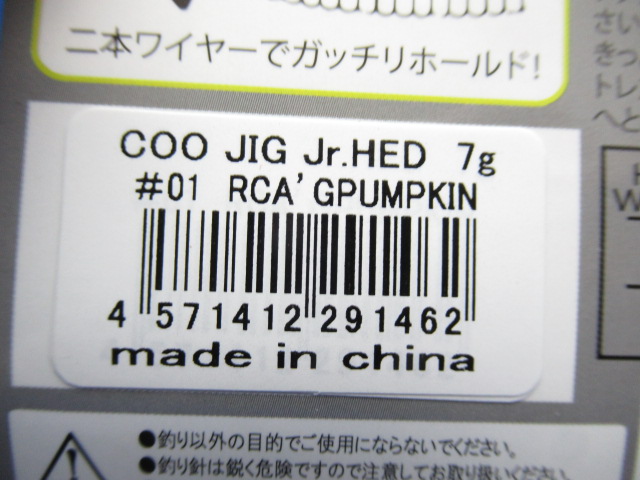 二本ワイヤーでガッチリホールド!
COO JIG Jr.HED 7g
#01 RCA'GPUMPKIN
4 571412 291462
made in china
●釣り以外の目的でご使用にならないでください。
●釣り針は鋭く危険ですので注意してお取り扱いください。